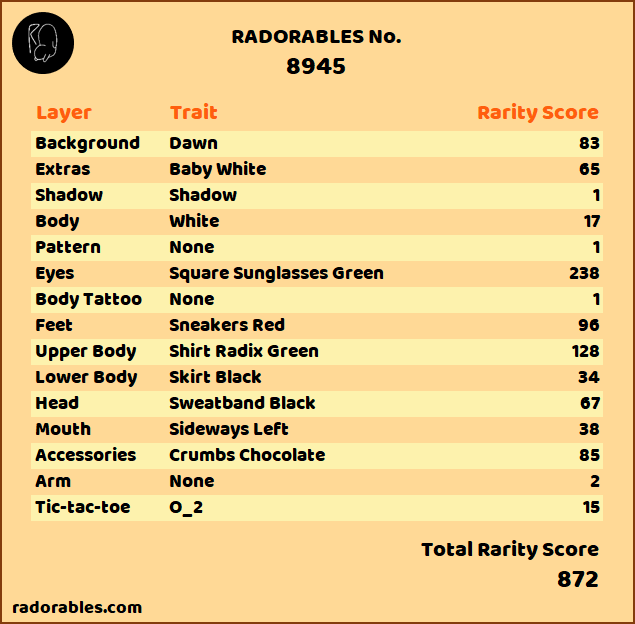 RADORABLES No.
8945
Layer Trait Rarity Score
Background Dawn 83
Extras Baby White 65
Shadow Shadow 1
Body White 17
Pattern None 1
Eyes Square Sunglasses Green 238
Body Tattoo None 1
Feet Sneakers Red 96
Upper Body Shirt Radix Green 128
Lower Body Skirt Black 34
Head Sweatband Black 67
Mouth Sideways Left 38
Accessories Crumbs Chocolate 85
Arm None 2
Tic-tac-toe O_2 15
Total Rarity Score
872
radorables.com